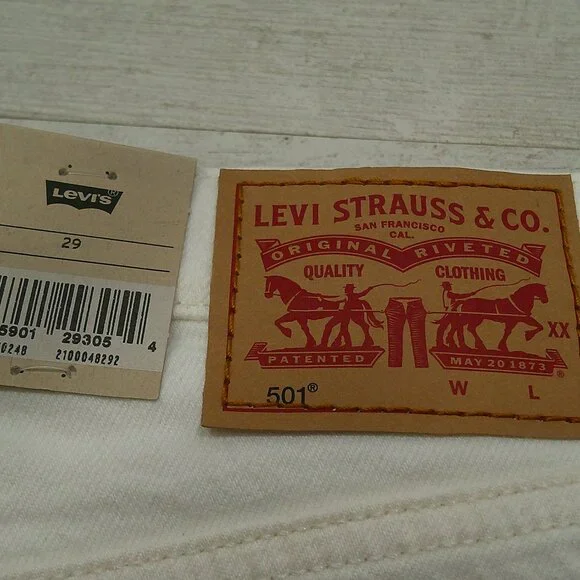 Levi's®
29
5901 29305 4
024B 2100048292
LEVI STRAUSS & CO.
SAN FRANCISCO
CAL.
ORIGINAL RIVETED
QUALITY CLOTHING
XX
PATENTED MAY 20 1873
501® W L